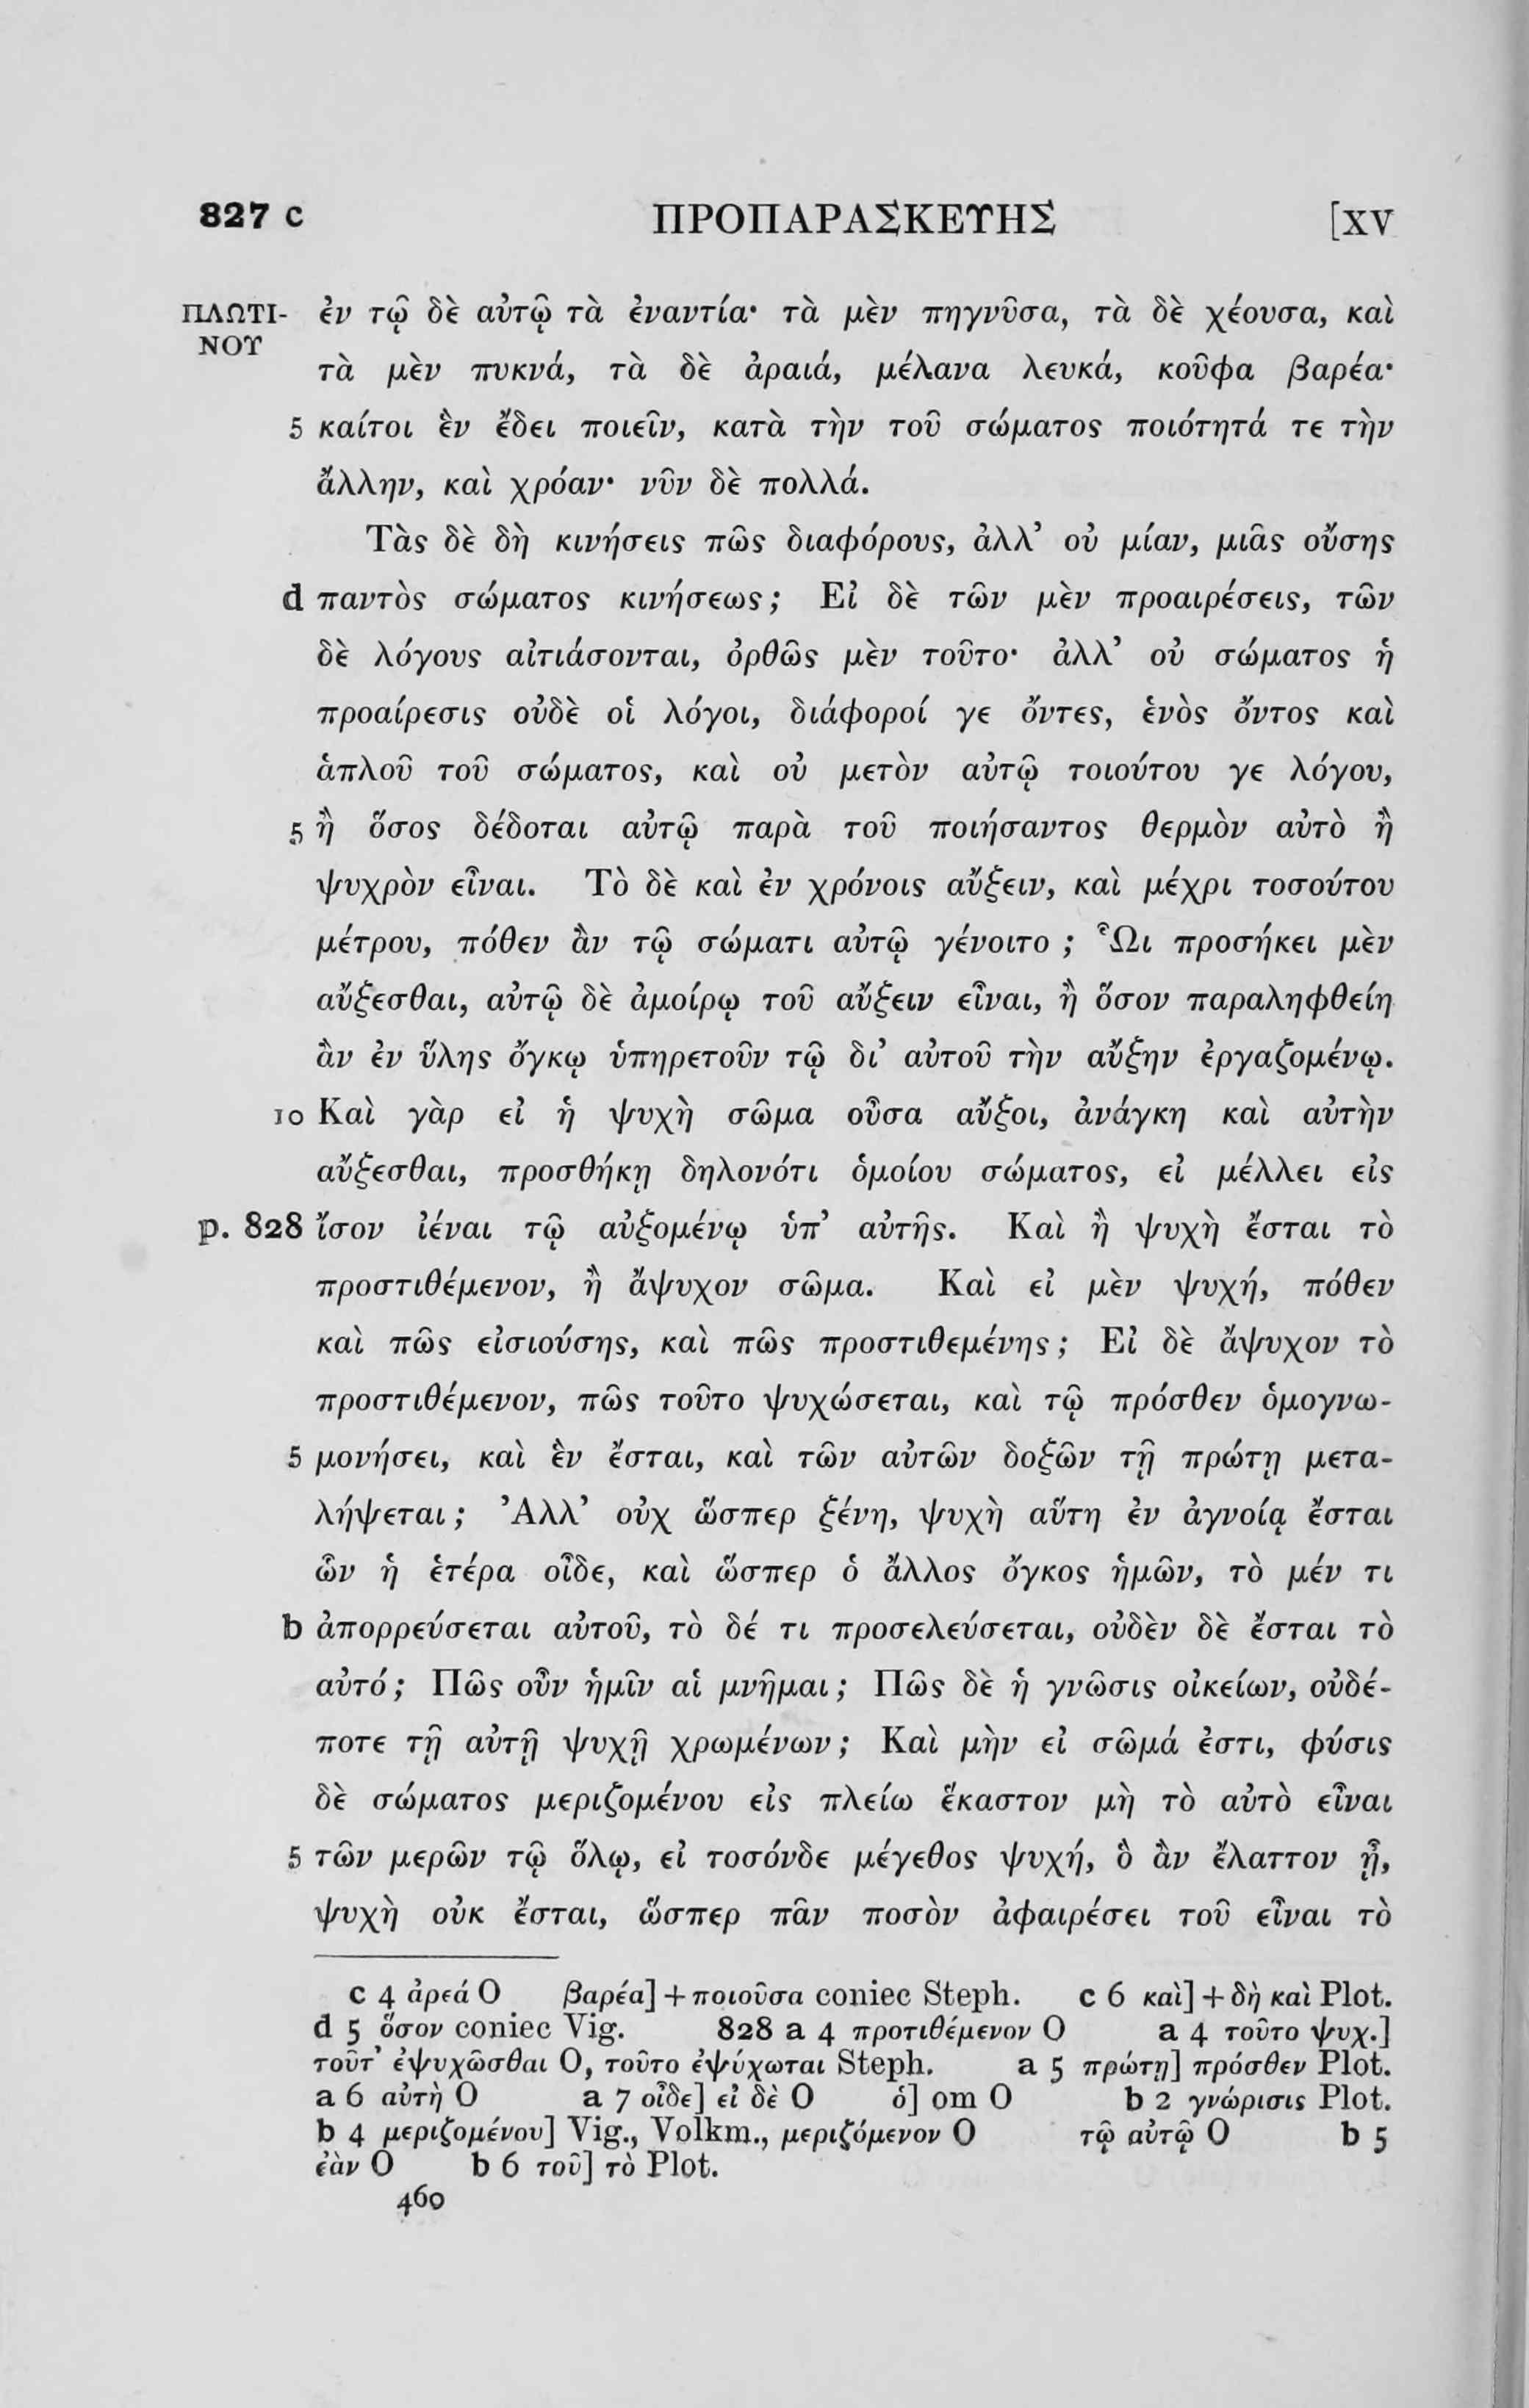 827 c ΠΡΟΠΑΡΑΣΚΕΥΗΣ [XV
ΠΛΩΤΙ- ἐν τῷ δὲ αὐτῷ τὰ ἐναντία· τὰ μὲν πηγνῦσα, τὰ δὲ χέουσα, καὶ
ΝΟΥ τὰ μὲν πυκνά, τὰ δὲ ἀραιά, μέλανα λευκά, κοῦφα βαρέα·
5 καίτοι ἓν ἔδει ποιεῖν, κατὰ τὴν τοῦ σώματος ποιότητά τε τὴν
ἄλλην, καὶ χρόαν· νῦν δὲ πολλά.
Τὰς δὲ δὴ κινήσεις πῶς διαφόρους, ἀλλ’ οὐ μίαν, μιᾶς οὔσης
d παντὸς σώματος κινήσεως; Εἰ δὲ τῶν μὲν προαιρέσεις, τῶν
δὲ λόγους αἰτιάσονται, ὀρθῶς μὲν τοῦτο· ἀλλ’ οὐ σώματος ἡ
προαίρεσις οὐδὲ οἱ λόγοι, διάφοροί γε ὄντες, ἑνὸς ὄντος καὶ
ἁπλοῦ τοῦ σώματος, καὶ οὐ μετὸν αὐτῷ τοιούτου γε λόγου,
5 ἢ ὅσος δέδοται αὐτῷ παρὰ τοῦ ποιήσαντος θερμὸν αὐτὸ ἢ
ψυχρὸν εἶναι. Τὸ δὲ καὶ ἐν χρόνοις αὔξειν, καὶ μέχρι τοσούτου
μέτρου, πόθεν ἂν τῷ σώματι αὐτῷ γένοιτο ; Ὧι προσήκει μὲν
αὔξεσθαι, αὐτῷ δὲ ἀμοίρῳ τοῦ αὔξειν εἶναι, ἢ ὅσον παραληφθείη
ἂν ἐν ὕλης ὄγκῳ ὑπηρετοῦν τῷ δι’ αὐτοῦ τὴν αὔξην ἐργαζομένῳ.
10 Καὶ γὰρ εἰ ἡ ψυχὴ σῶμα οὖσα αὔξοι, ἀνάγκη καὶ αὐτὴν
αὔξεσθαι, προσθήκῃ δηλονότι ὁμοίου σώματος, εἰ μέλλει εἰς
p. 828 ἴσον ἰέναι τῷ αὐξομένῳ ὑπ’ αὐτῆς. Καὶ ἢ ψυχὴ ἔσται τὸ
προστιθέμενον, ἢ ἄψυχον σῶμα. Καὶ εἰ μὲν ψυχή, πόθεν
καὶ πῶς εἰσιούσης, καὶ πῶς προστιθεμένης ; Εἰ δὲ ἄψυχον τὸ
προστιθέμενον, πῶς τοῦτο ψυχώσεται, καὶ τῷ πρόσθεν ὁμογνω-
5 μονήσει, καὶ ἓν ἔσται, καὶ τῶν αὐτῶν δοξῶν τῇ πρώτῃ μετα-
λήψεται ; Ἀλλ’ οὐχ ὥσπερ ξένη, ψυχὴ αὕτη ἐν ἀγνοίᾳ ἔσται
ὧν ἡ ἑτέρα οἶδε, καὶ ὥσπερ ὁ ἄλλος ὄγκος ἡμῶν, τὸ μέν τι
b ἀπορρεύσεται αὐτοῦ, τὸ δέ τι προσελεύσεται, οὐδὲν δὲ ἔσται τὸ
αὐτό ; Πῶς οὖν ἡμῖν αἱ μνῆμαι ; Πῶς δὲ ἡ γνῶσις οἰκείων, οὐδέ-
ποτε τῇ αὐτῇ ψυχῇ χρωμένων ; Καὶ μὴν εἰ σῶμά ἐστι, φύσις
δὲ σώματος μεριζομένου εἰς πλείω ἕκαστον μὴ τὸ αὐτὸ εἶναι
5 τῶν μερῶν τῷ ὅλῳ, εἰ τοσόνδε μέγεθος ψυχή, ὃ ἂν ἔλαττον ᾖ,
ψυχὴ οὐκ ἔσται, ὥσπερ πᾶν ποσὸν ἀφαιρέσει τοῦ εἶναι τὸ
c 4 ἀρεά O βαρέα] + ποιοῦσα coniec Steph. c 6 καὶ] + δὴ καὶ Plot.
d 5 ὅσον coniec Vig. 828 a 4 προτιθέμενον O a 4 τοῦτο ψυχ.]
τοῦτ’ ἐψυχῶσθαι O, τοῦτο ἐψύχωται Steph. a 5 πρώτῃ] πρόσθεν Plot.
a 6 αὐτὴ O a 7 οἶδε] εἰ δὲ O ὁ] om O b 2 γνώρισις Plot.
b 4 μεριζομένου] Vig., Volkm., μεριζόμενον O τῷ αὐτῷ O b 5
ἐὰν O b 6 τοῦ] τὸ Plot.
460